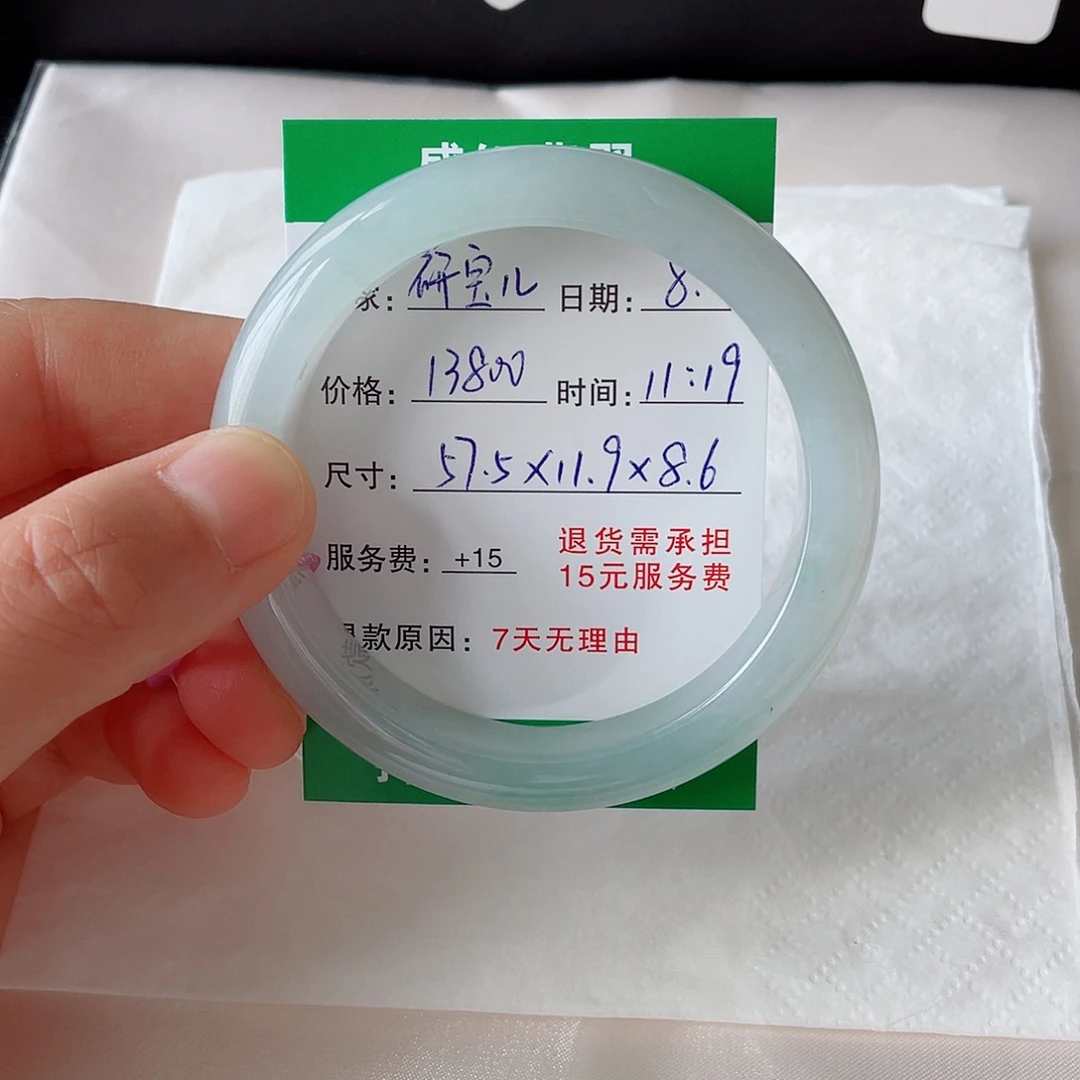 家: 研宝儿 日期: 8.
价格: 13800 时间: 11:19
尺寸: 57.5×11.9×8.6
服务费: +15 退货需承担
15元服务费
退款原因: 7天无理由